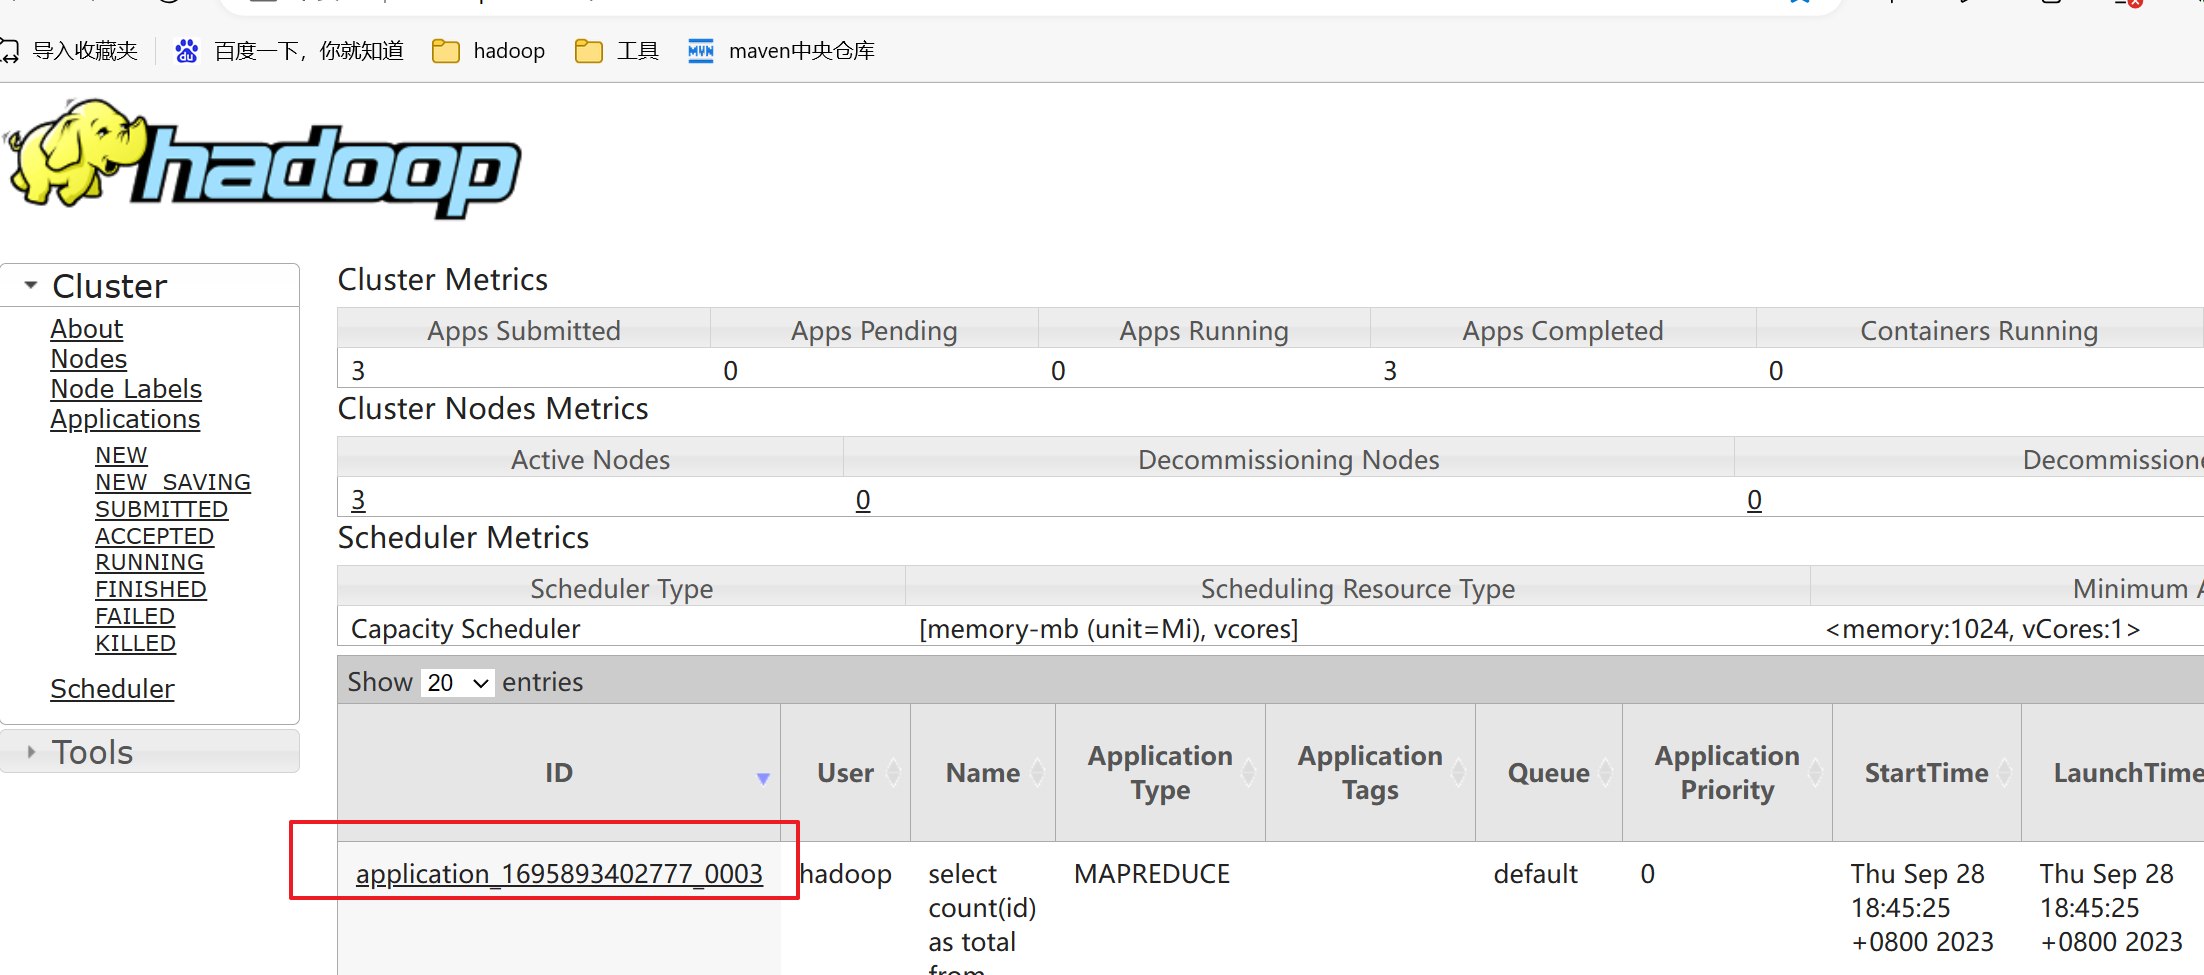 导入收藏夹 百度一下，你就知道 hadoop 工具 maven中央仓库
hadoop
Cluster
About
Nodes
Node Labels
Applications
NEW
NEW_SAVING
SUBMITTED
ACCEPTED
RUNNING
FINISHED
FAILED
KILLED
Scheduler
Tools
Cluster Metrics
Apps Submitted Apps Pending Apps Running Apps Completed Containers Running
3 0 0 3 0
Cluster Nodes Metrics
Active Nodes Decommissioning Nodes
3 0 0
Scheduler Metrics
Scheduler Type Scheduling Resource Type Minimum
Capacity Scheduler [memory-mb (unit=Mi), vcores] <memory:1024, vCores:1>
Show 20 entries
ID User Name Application Type Application Tags Queue Application Priority StartTime LaunchTime
application_1695893402777_0003 hadoop select MAPREDUCE default 0 Thu Sep 28 Thu Sep 28
count(id) 18:45:25 18:45:25
as total +0800 2023 +0800 2023
from